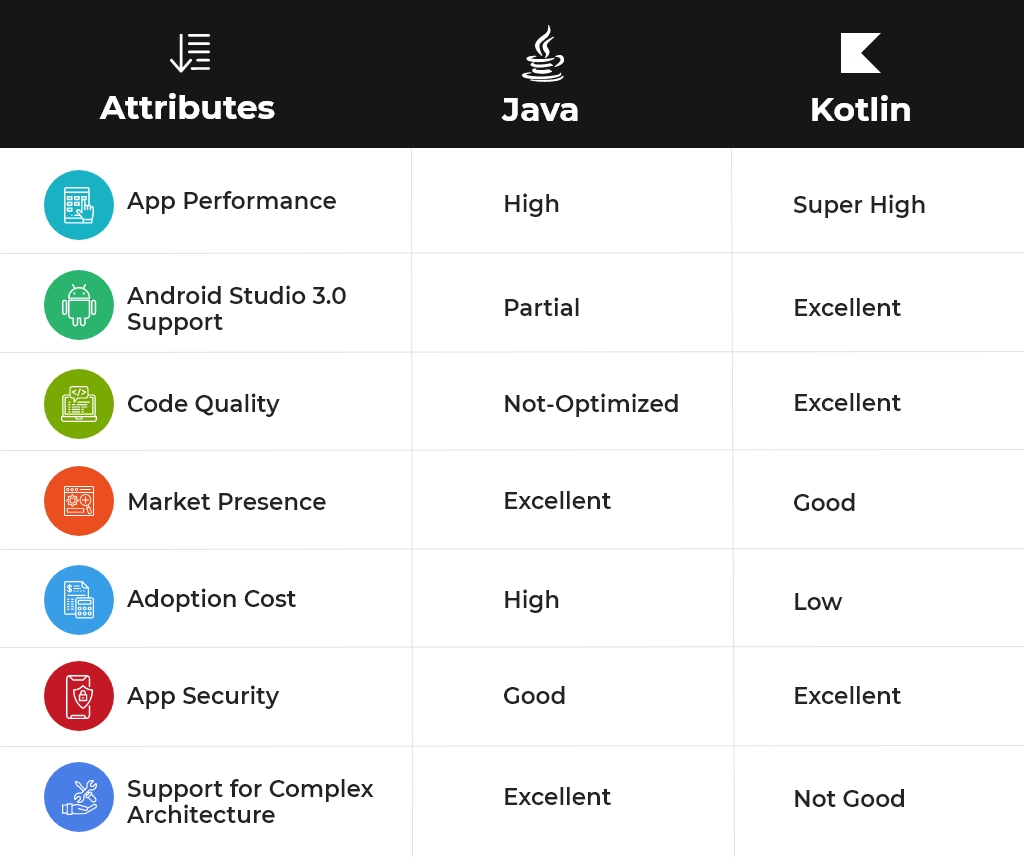 Attributes
Java
Kotlin
App Performance
High
Super High
Android Studio 3.0
Support
Partial
Excellent
Code Quality
Not-Optimized
Excellent
Market Presence
Excellent
Good
Adoption Cost
High
Low
App Security
Good
Excellent
Support for Complex
Architecture
Excellent
Not Good